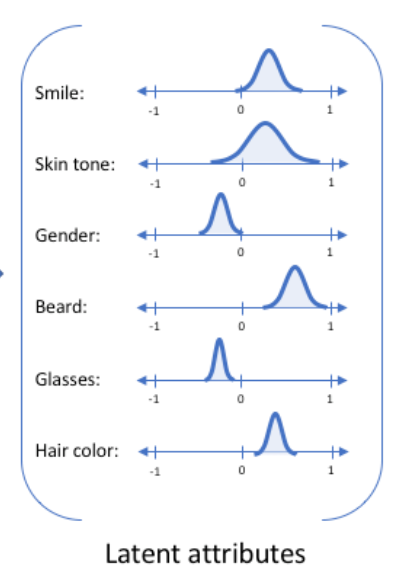 Smile:
-1 0 1
Skin tone:
-1 0 1
Gender:
-1 0 1
Beard:
-1 0 1
Glasses:
-1 0 1
Hair color:
-1 0 1
Latent attributes